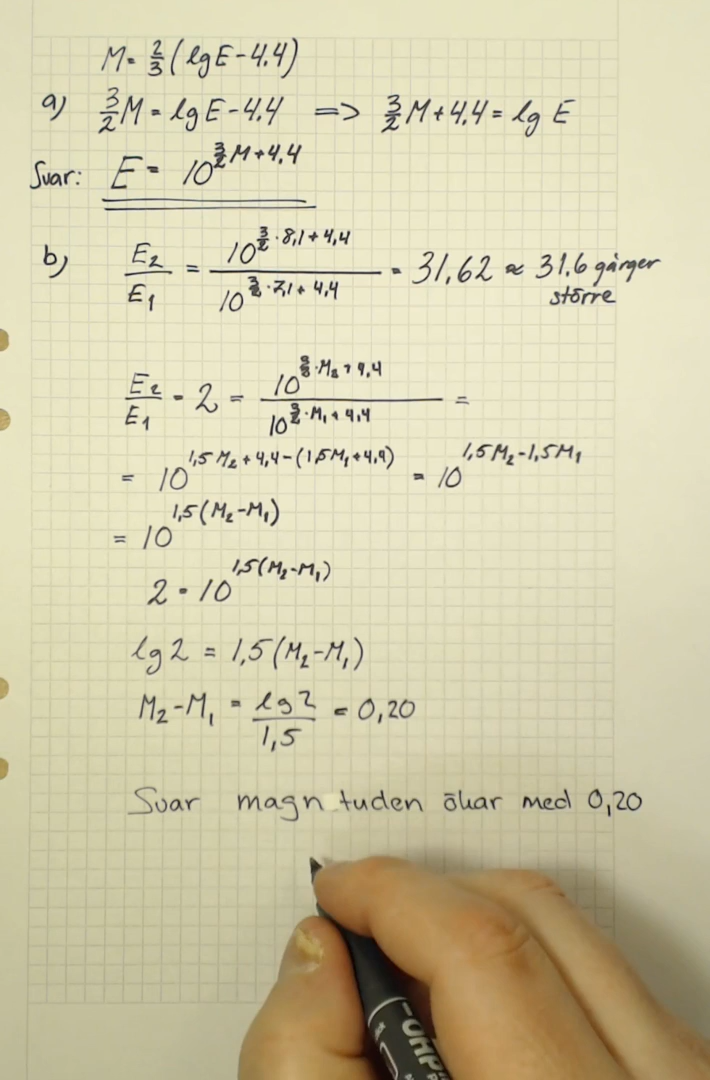 M = 2/3 (lg E - 4.4)
a) 3/2 M = lg E - 4.4 => 3/2 M + 4.4 = lg E
Svar: E = 10^(3/2 M + 4.4)
b) E₂/E₁ = 10^(3/2 · 8,1 + 4,4) / 10^(3/2 · 7,1 + 4,4) = 31,62 ≈ 31,6 gånger
större
E₂/E₁ = 2 = 10^(3/2 · M₂ + 4,4) / 10^(3/2 · M₁ + 4,4) =
= 10^(1,5 M₂ + 4,4 - (1,5 M₁ + 4,4)) = 10^(1,5 M₂ - 1,5 M₁)
= 10^(1,5 (M₂ - M₁))
2 = 10^(1,5 (M₂ - M₁))
lg 2 = 1,5 (M₂ - M₁)
M₂ - M₁ = lg 2 / 1,5 = 0,20
Svar magn tuden ökar med 0,20
OHP